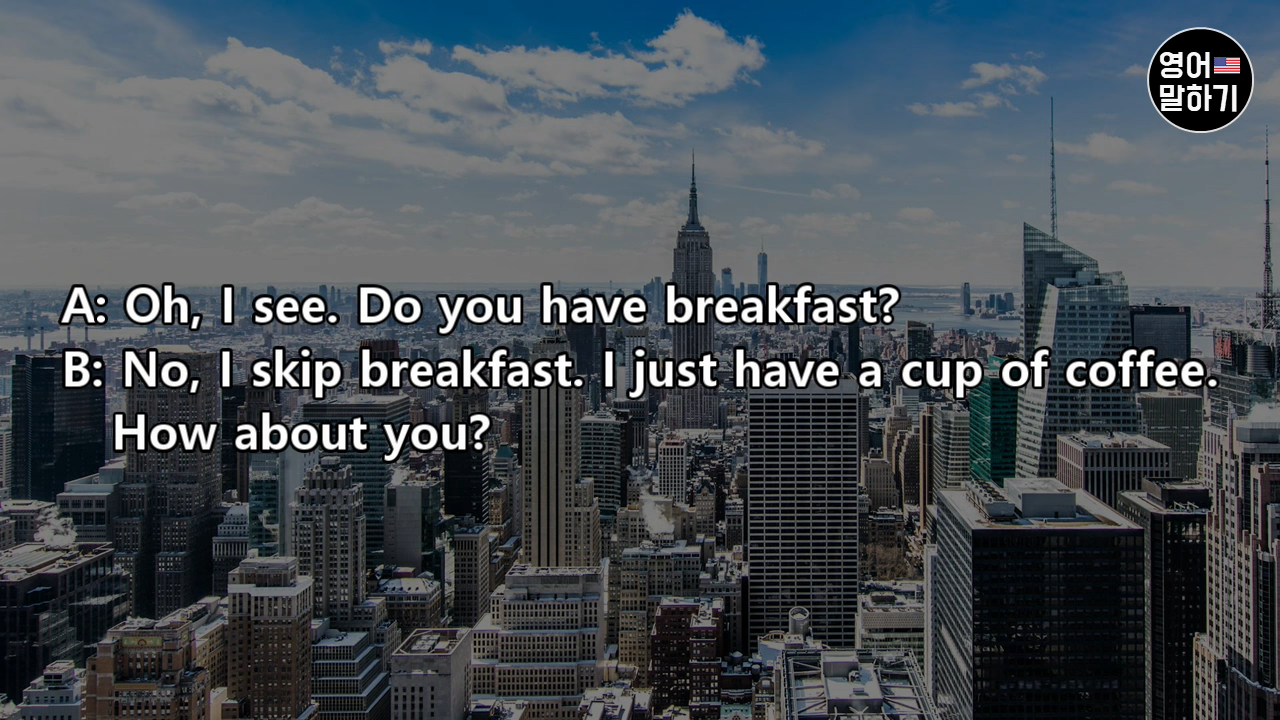 영어
말하기
A: Oh, I see. Do you have breakfast?
B: No, I skip breakfast. I just have a cup of coffee.
How about you?